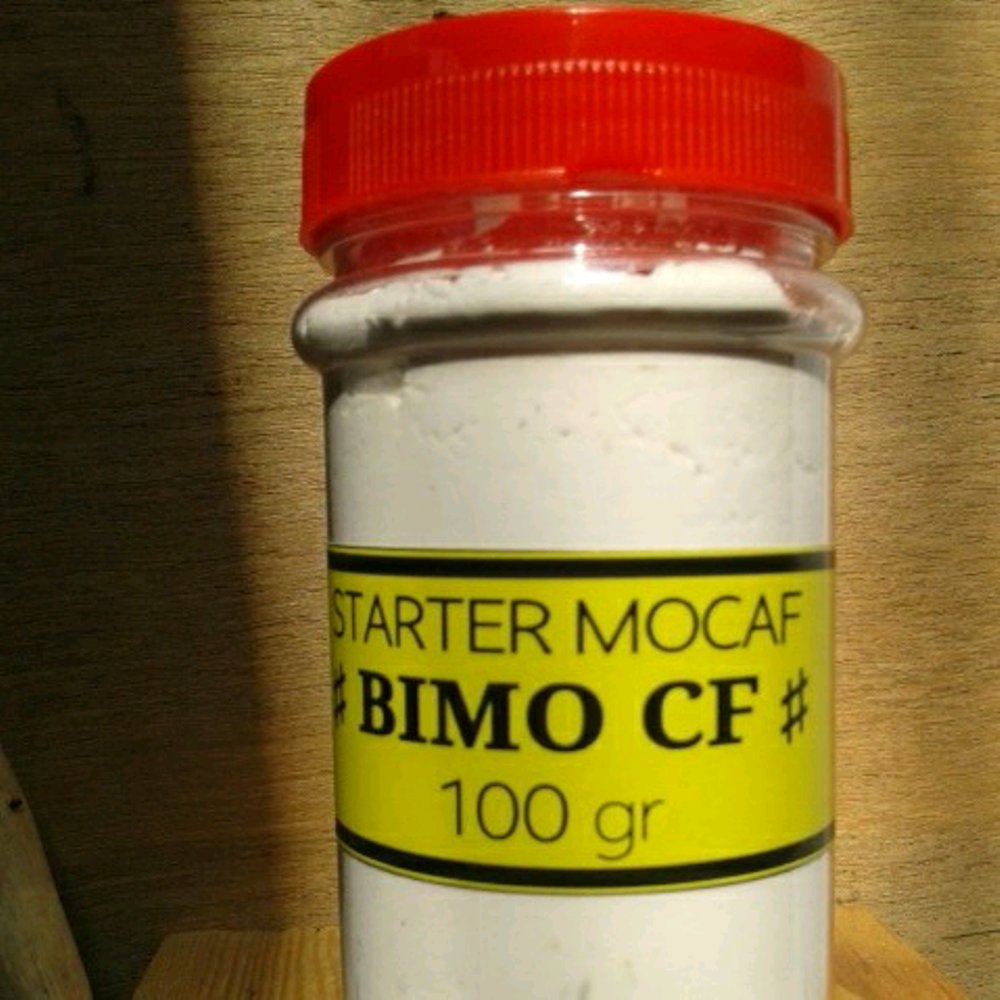 STARTER MOCAF
# BIMO CF #
100 gr